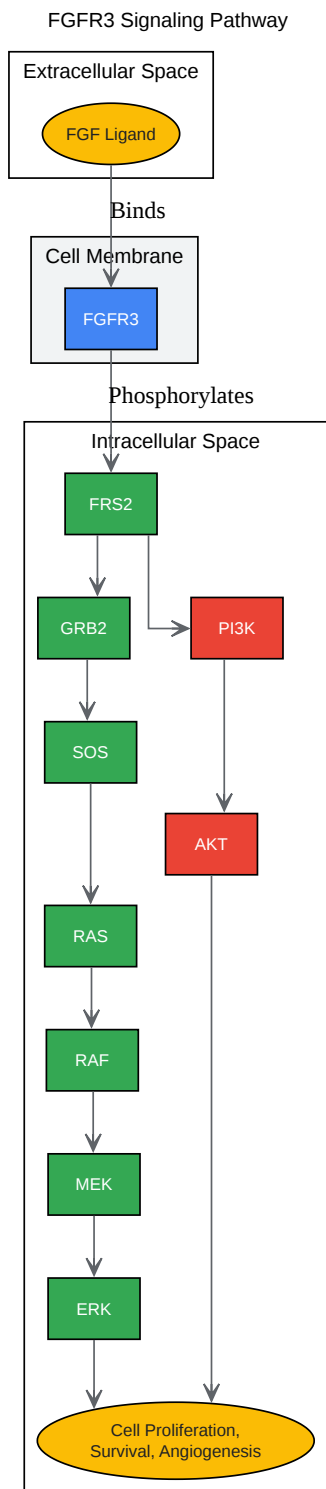 FGFR3 Signaling Pathway
Extracellular Space
FGF Ligand
Binds
Cell Membrane
FGFR3
Phosphorylates
Intracellular Space
FRS2
GRB2
PI3K
SOS
AKT
RAS
RAF
MEK
ERK
Cell Proliferation,
Survival, Angiogenesis